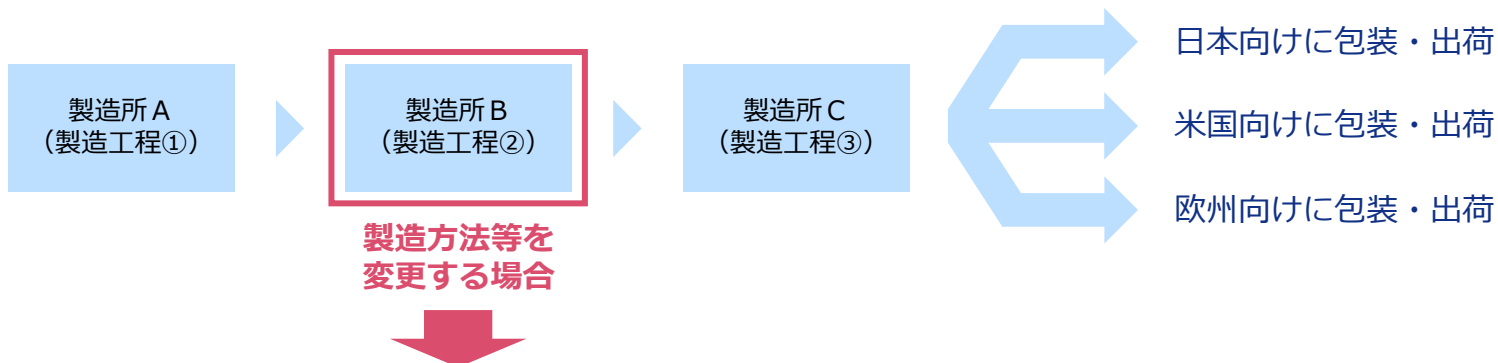 製造所A
（製造工程①）
製造所B
（製造工程②）
製造所C
（製造工程③）
日本向けに包装・出荷
米国向けに包装・出荷
欧州向けに包装・出荷
製造方法等を
変更する場合